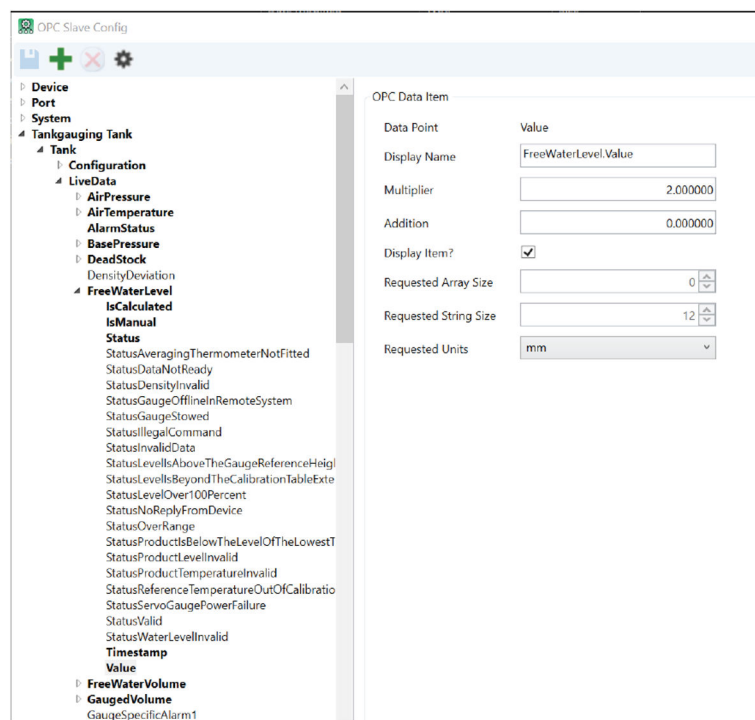 OPC Slave Config
Device
Port
System
Tankgauging Tank
Tank
Configuration
LiveData
AirPressure
AirTemperature
AlarmStatus
BasePressure
DeadStock
DensityDeviation
FreeWaterLevel
IsCalculated
IsManual
Status
StatusAveragingThermometerNotFitted
StatusDataNotReady
StatusDensityInvalid
StatusGaugeOfflineInRemoteSystem
StatusGaugeStowed
StatusIllegalCommand
StatusInvalidData
StatusLevelIsAboveTheGaugeReferenceHeigl
StatusLevelIsBeyondTheCalibrationTableExte
StatusLevelOver100Percent
StatusNoReplyFromDevice
StatusOverRange
StatusProductIsBelowTheLevelOfTheLowestT
StatusProductLevelInvalid
StatusProductTemperatureInvalid
StatusReferenceTemperatureOutOfCalibratio
StatusServoGaugePowerFailure
StatusValid
StatusWaterLevelInvalid
Timestamp
Value
FreeWaterVolume
GaugedVolume
GaugeSpecificAlarm1
OPC Data Item
Data Point Value
Display Name FreeWaterLevel.Value
Multiplier 2.000000
Addition 0.000000
Display Item?
Requested Array Size 0
Requested String Size 12
Requested Units mm